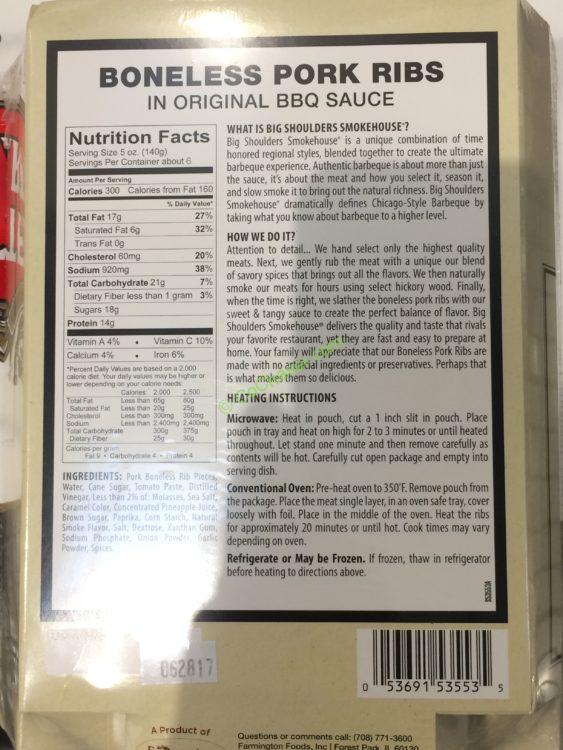 BONELESS PORK RIBS
IN ORIGINAL BBQ SAUCE
Nutrition Facts
Serving Size 5 oz. (140g)
Servings Per Container about 6
Amount Per Serving
Calories 300 Calories from Fat 160
% Daily Value*
Total Fat 17g 27%
Saturated Fat 6g 32%
Trans Fat 0g
Cholesterol 60mg 20%
Sodium 920mg 38%
Total Carbohydrate 21g 7%
Dietary Fiber less than 1 gram 3%
Sugars 18g
Protein 14g
Vitamin A 4% • Vitamin C 10%
Calcium 4% • Iron 6%
*Percent Daily Values are based on a 2,000
calorie diet. Your daily values may be higher or
lower depending on your calorie needs:
Calories: 2,000 2,500
Total Fat Less than 65g 80g
Saturated Fat Less than 20g 25g
Cholesterol Less than 300mg 300mg
Sodium Less than 2,400mg 2,400mg
Total Carbohydrate 300g 375g
Dietary Fiber 25g 30g
Calories per gram:
Fat 9 • Carbohydrate 4 • Protein 4
INGREDIENTS: Pork Boneless Rib Pieces,
Water, Cane Sugar, Tomato Paste, Distilled
Vinegar, Less than 2% of: Molasses, Sea Salt,
Caramel Color, Concentrated Pineapple Juice,
Brown Sugar, Paprika, Corn Starch, Natural
Smoke Flavor, Salt, Dextrose, Xanthan Gum,
Sodium Phosphate, Onion Powder, Garlic
Powder, Spices.
WHAT IS BIG SHOULDERS SMOKEHOUSE®?
Big Shoulders Smokehouse® is a unique combination of time
honored regional styles, blended together to create the ultimate
barbeque experience. Authentic barbeque is about more than just
the sauce, it's about the meat and how you select it, season it,
and slow smoke it to bring out the natural richness. Big Shoulders
Smokehouse® dramatically defines Chicago-Style Barbeque by
taking what you know about barbeque to a higher level.
HOW WE DO IT?
Attention to detail... We hand select only the highest quality
meats. Next, we gently rub the meat with a unique our blend
of savory spices that brings out all the flavors. We then naturally
smoke our meats for hours using select hickory wood. Finally,
when the time is right, we slather the boneless pork ribs with our
sweet & tangy sauce to create the perfect balance of flavor. Big
Shoulders Smokehouse® delivers the quality and taste that rivals
your favorite restaurant, yet they are fast and easy to prepare at
home. Your family will appreciate that our Boneless Pork Ribs are
made with no artificial ingredients or preservatives. Perhaps that
is what makes them so delicious.
HEATING INSTRUCTIONS
Microwave: Heat in pouch, cut a 1 inch slit in pouch. Place
pouch in tray and heat on high for 2 to 3 minutes or until heated
throughout. Let stand one minute and then remove carefully as
contents will be hot. Carefully cut open package and empty into
serving dish.
Conventional Oven: Pre-heat oven to 350°F. Remove pouch from
the package. Place the meat single layer, in an oven safe tray, cover
loosely with foil. Place in the middle of the oven. Heat the ribs
for approximately 20 minutes or until hot. Cook times may vary
depending on oven.
Refrigerate or May be Frozen. If frozen, thaw in refrigerator
before heating to directions above.
062817
0 53691 53553 5
A Product of
Questions or comments call: (708) 771-3600
Farmington Foods, Inc | Forest Park, IL 60130